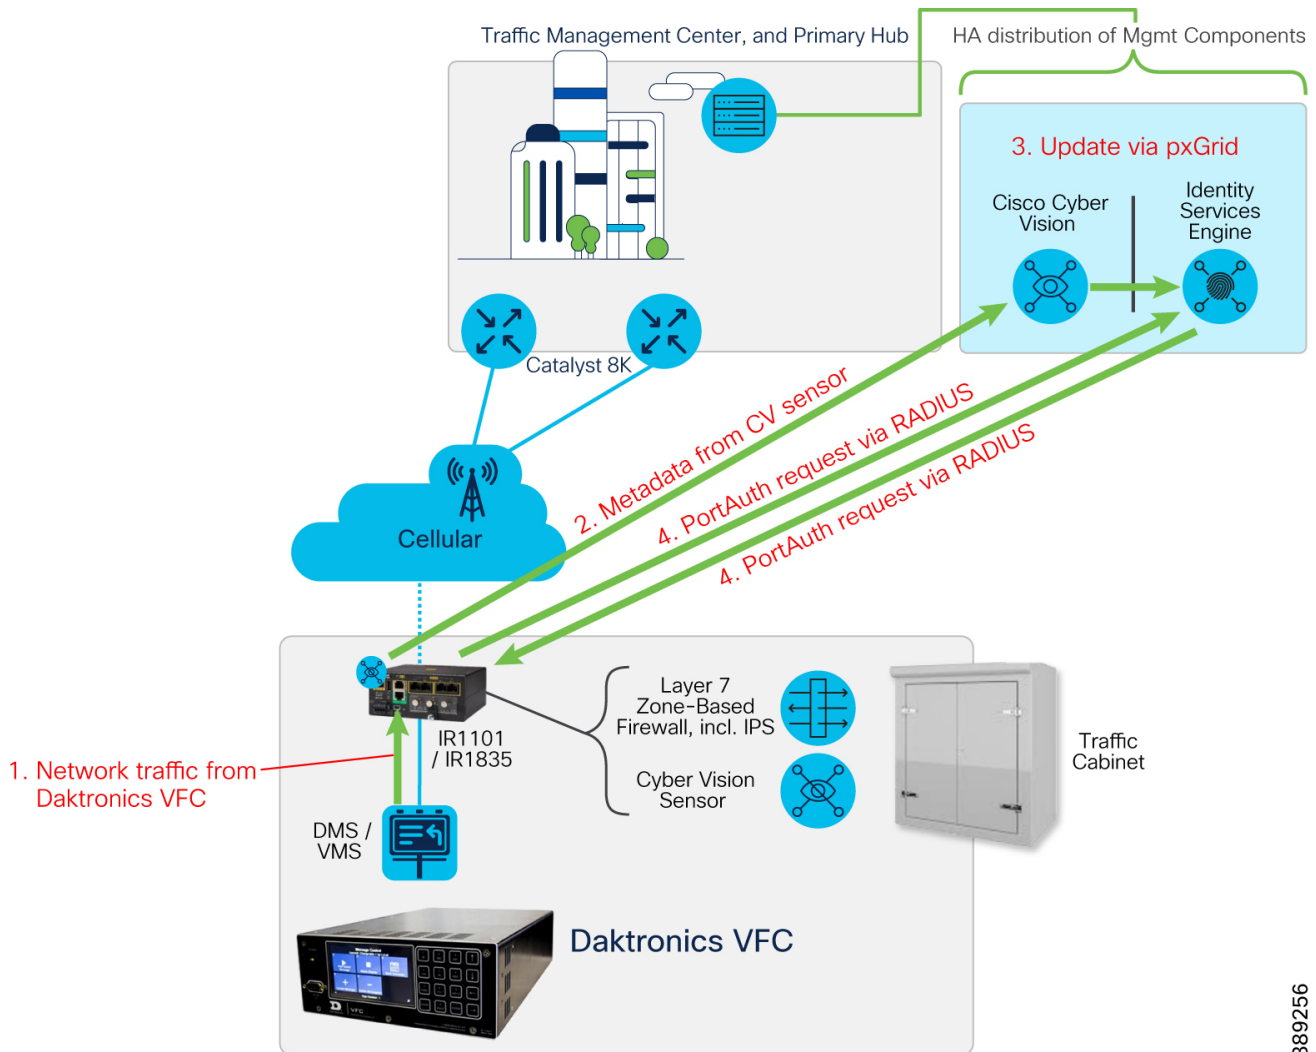 Traffic Management Center, and Primary Hub
HA distribution of Mgmt Components
3. Update via pxGrid
Cisco Cyber
Vision
Identity
Services
Engine
Catalyst 8K
2. Metadata from CV sensor
4. PortAuth request via RADIUS
4. PortAuth request via RADIUS
Cellular
IR1101
/ IR1835
Layer 7
Zone-Based
Firewall, incl. IPS
Cyber Vision
Sensor
Traffic
Cabinet
1. Network traffic from
Daktronics VFC
DMS /
VMS
Daktronics VFC
Message Control
VFC
389256